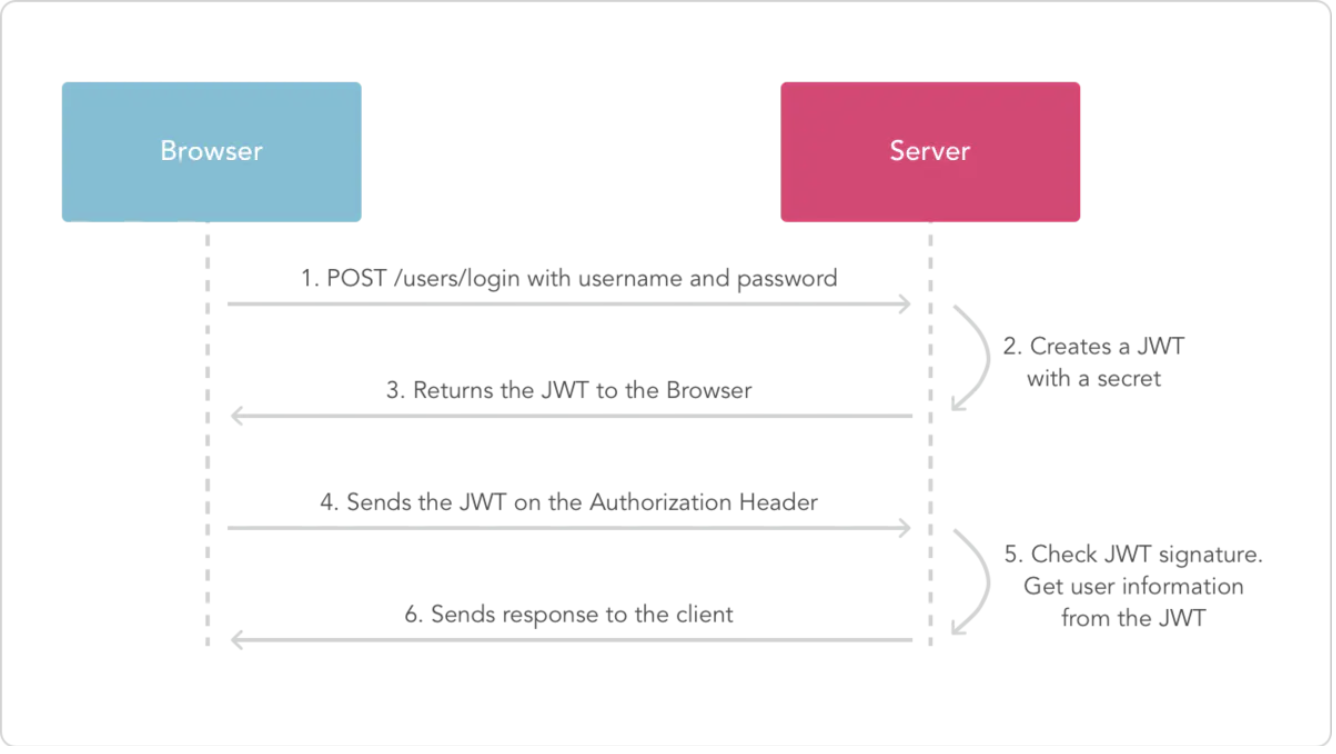 Browser
Server
1. POST /users/login with username and password
2. Creates a JWT
with a secret
3. Returns the JWT to the Browser
4. Sends the JWT on the Authorization Header
5. Check JWT signature.
Get user information
from the JWT
6. Sends response to the client